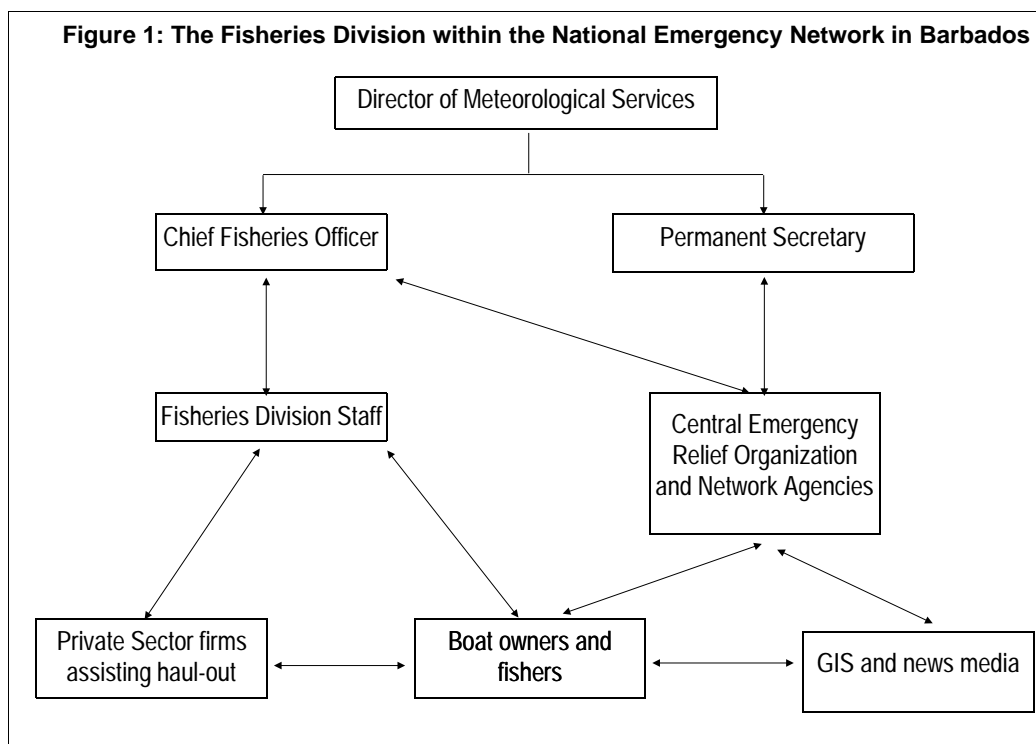 Figure 1: The Fisheries Division within the National Emergency Network in Barbados
Director of Meteorological Services
Chief Fisheries Officer
Permanent Secretary
Fisheries Division Staff
Central Emergency
Relief Organization
and Network Agencies
Private Sector firms
assisting haul-out
Boat owners and
fishers
GIS and news media